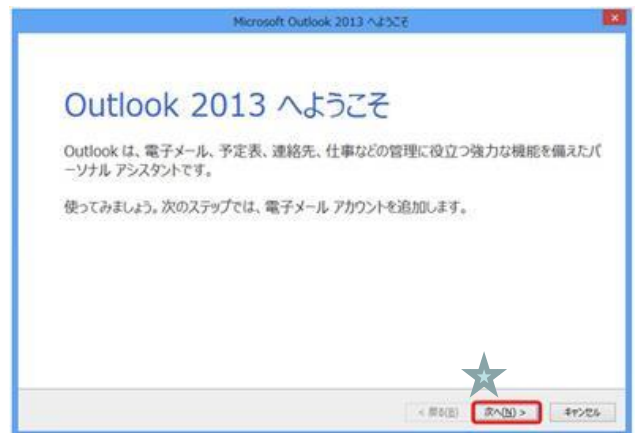 Microsoft Outlook 2013 へようこそ
Outlook 2013 へようこそ
Outlook は、電子メール、予定表、連絡先、仕事などの管理に役立つ強力な機能を備えたパ
ーソナル アシスタントです。
使ってみましょう。次のステップでは、電子メール アカウントを追加します。
< 戻る(B) 次へ(N) > キャンセル